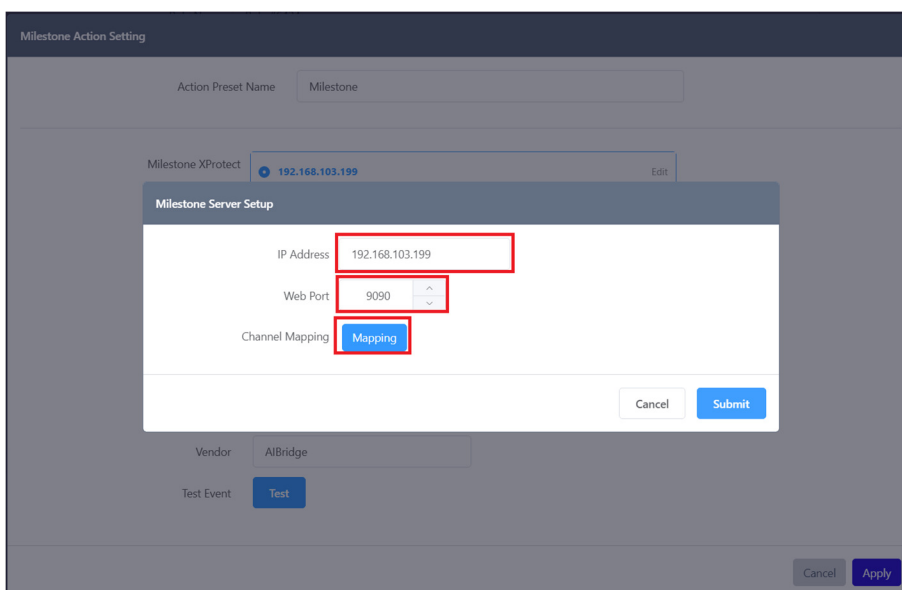 Milestone Action Setting
Action Preset Name Milestone
Milestone XProtect 192.168.103.199 Edit
Milestone Server Setup
IP Address 192.168.103.199
Web Port 9090
Channel Mapping Mapping
Cancel Submit
Vendor AIBridge
Test Event Test
Cancel Apply